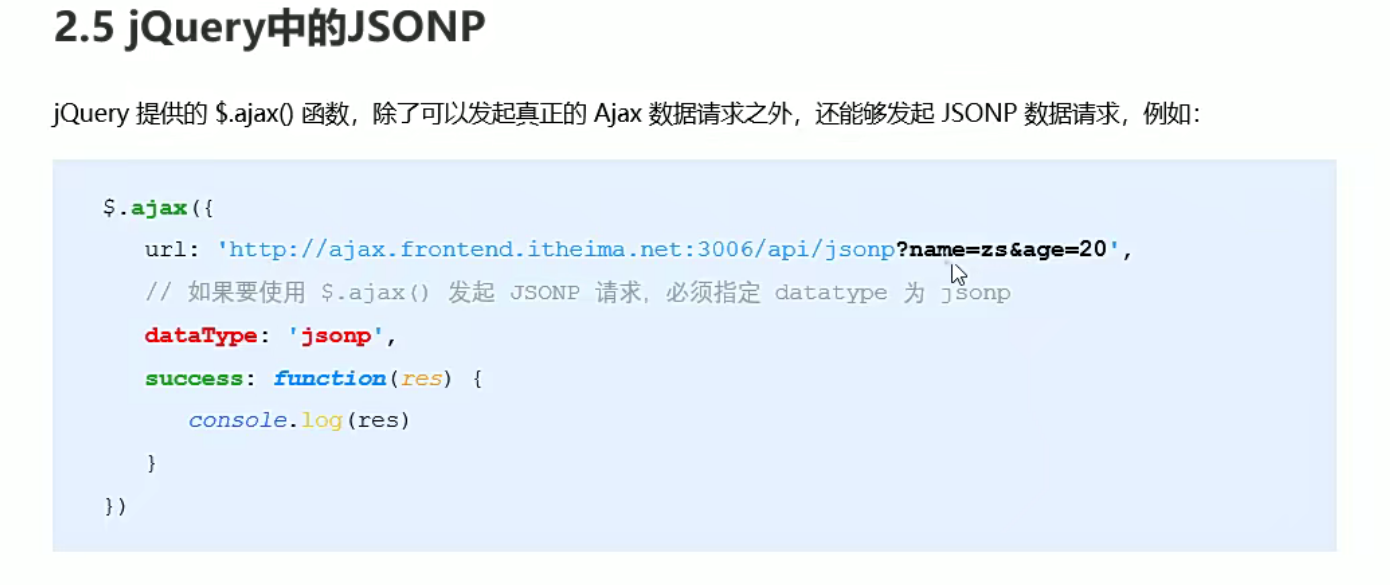 2.5 jQuery中的JSONP
jQuery 提供的 $.ajax() 函数，除了可以发起真正的 Ajax 数据请求之外，还能够发起 JSONP 数据请求，例如：
$.ajax({
url: 'http://ajax.frontend.itheima.net:3006/api/jsonp?name=zs&age=20',
// 如果要使用 $.ajax() 发起 JSONP 请求，必须指定 datatype 为 jsonp
dataType: 'jsonp',
success: function(res) {
console.log(res)
}
})